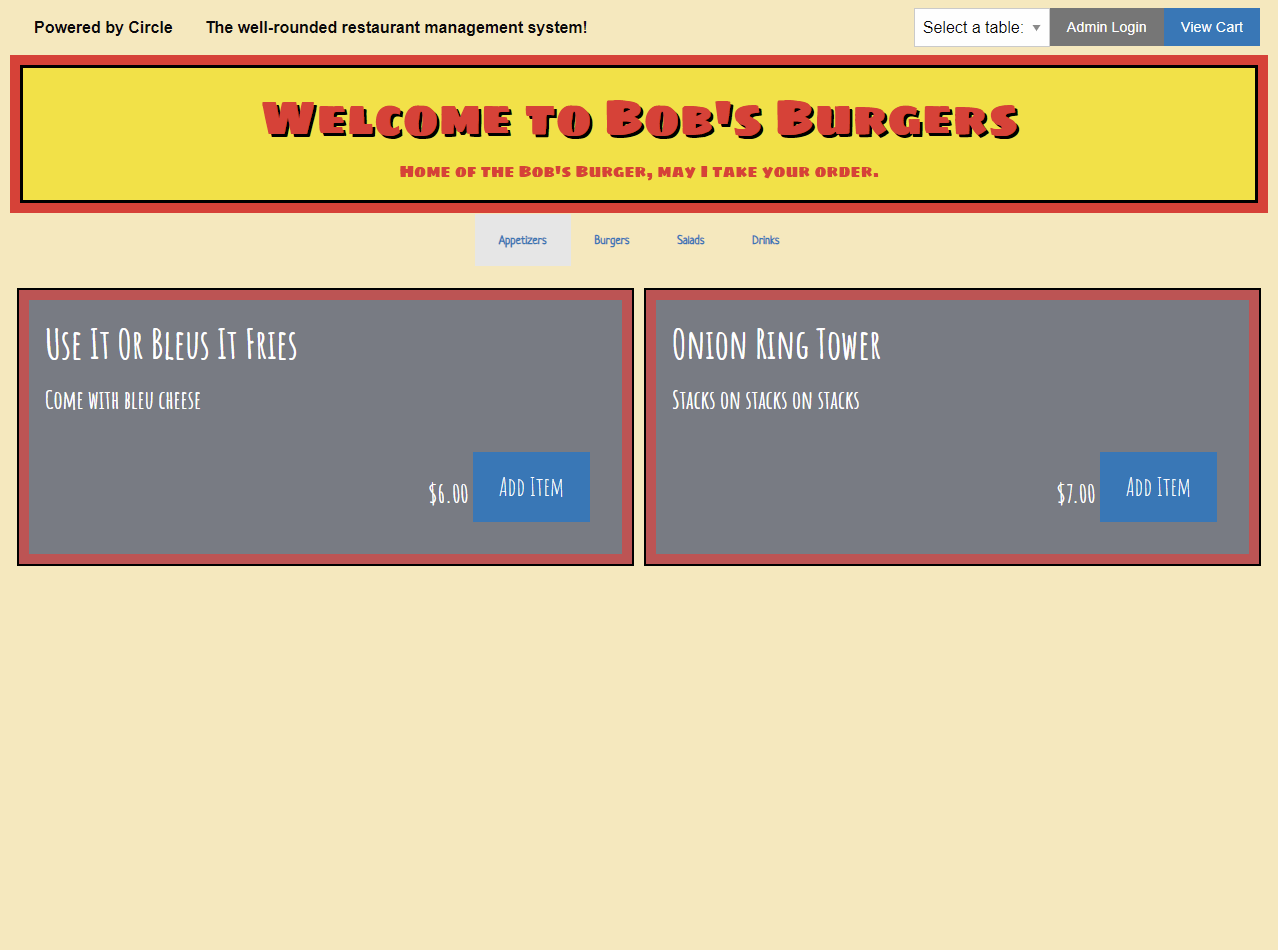 Powered by Circle The well-rounded restaurant management system! Select a table: Admin Login View Cart
Welcome to Bob's Burgers
Home of the Bob's Burger, may I take your order.
Appetizers Burgers Salads Drinks
Use It Or Bleus It Fries
Come with bleu cheese
$6.00 Add Item
Onion Ring Tower
Stacks on stacks on stacks
$7.00 Add Item